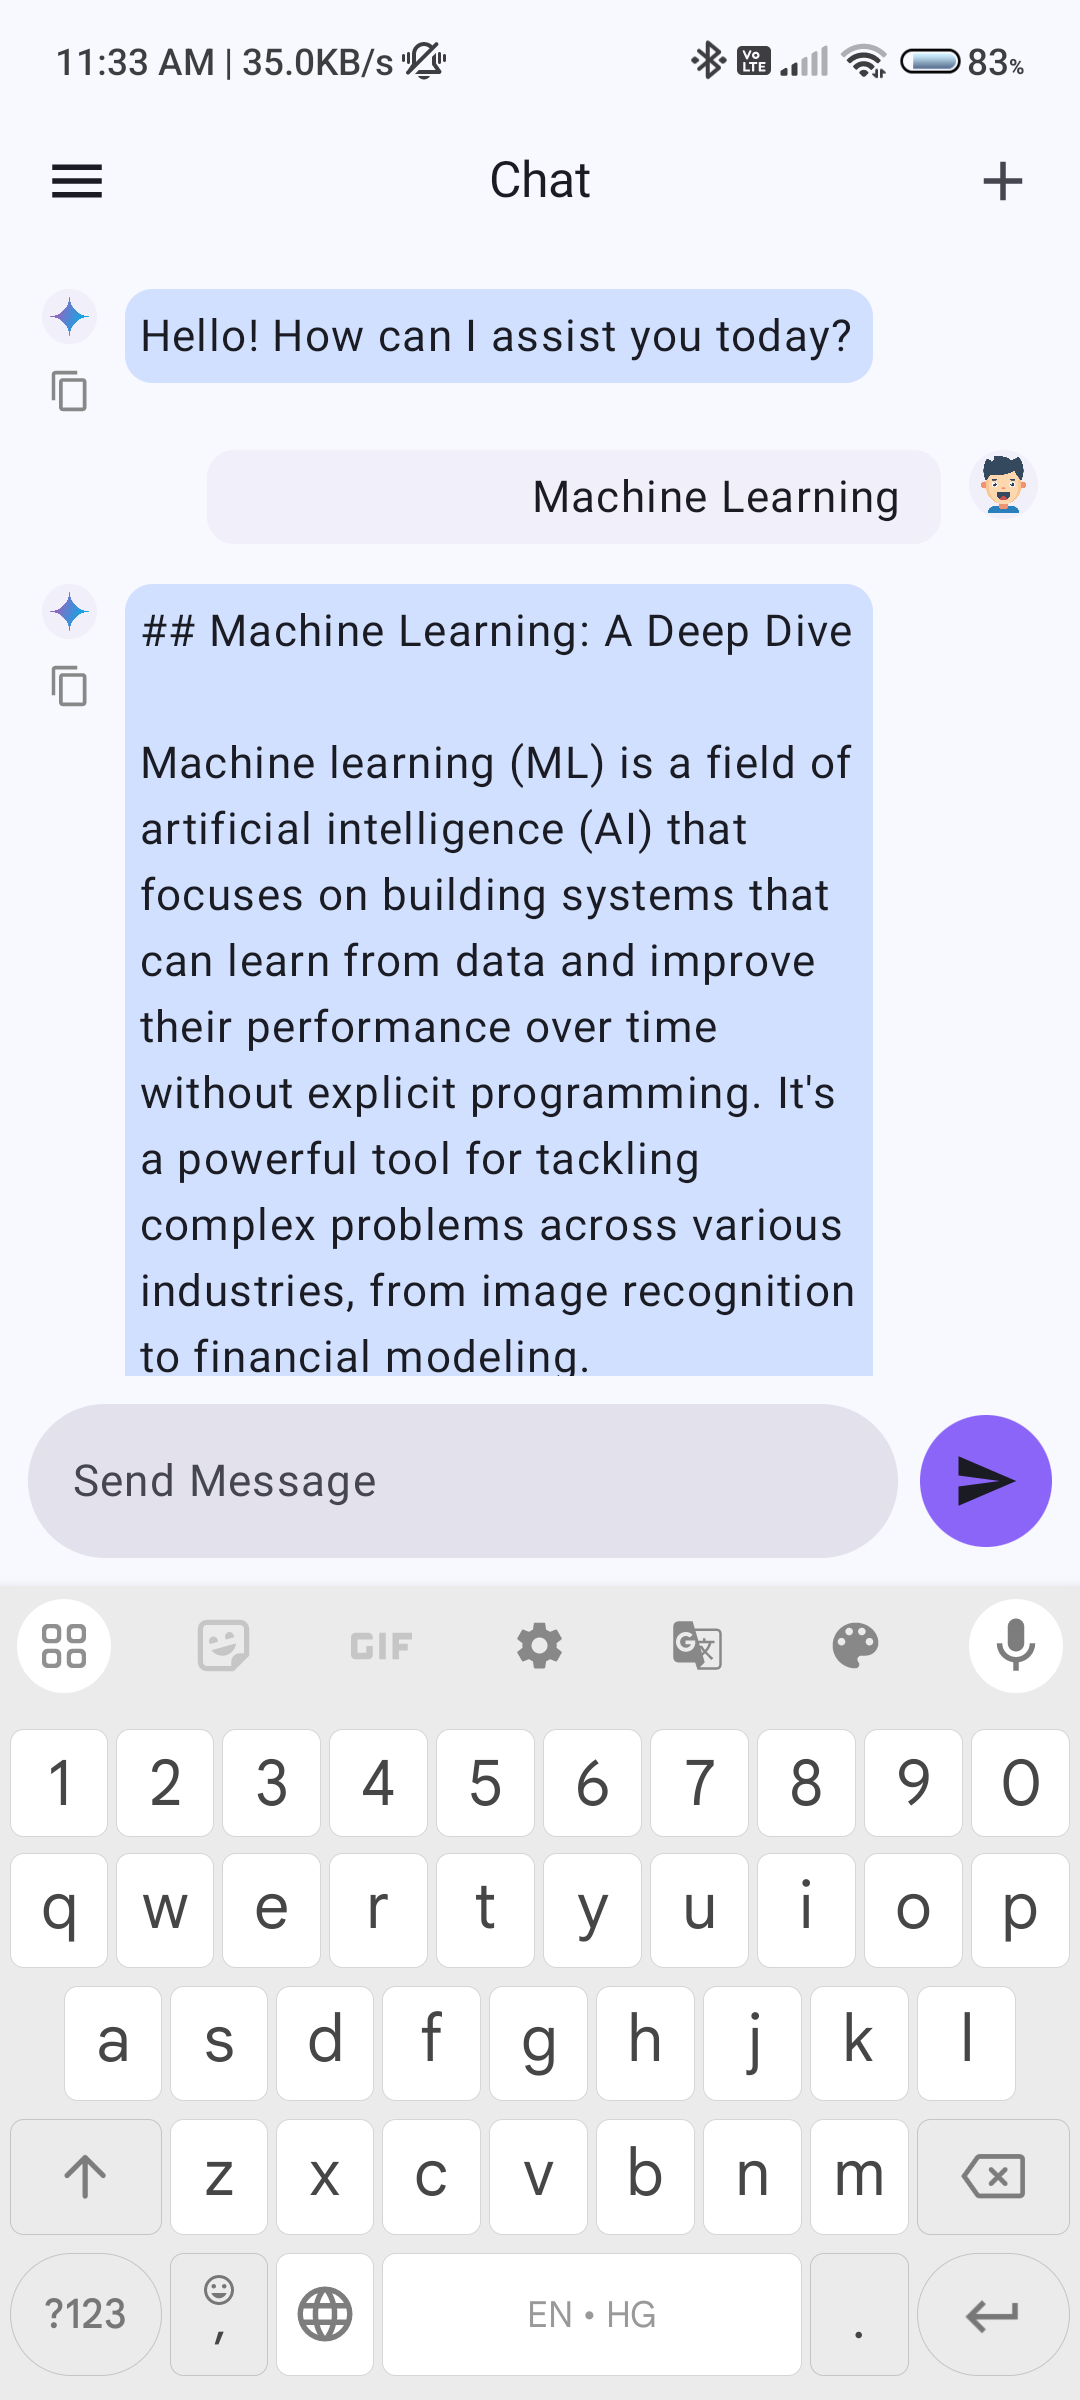 11:33 AM | 35.0KB/s Vo LTE 83%
Chat
Hello! How can I assist you today?
Machine Learning
## Machine Learning: A Deep Dive
Machine learning (ML) is a field of
artificial intelligence (AI) that
focuses on building systems that
can learn from data and improve
their performance over time
without explicit programming. It's
a powerful tool for tackling
complex problems across various
industries, from image recognition
to financial modeling.
Send Message
GIF G 文
1 2 3 4 5 6 7 8 9 0
q w e r t y u i o p
a s d f g h j k l
z x c v b n m
?123 , EN • HG .